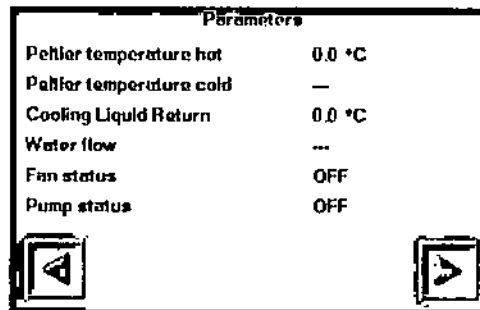 Parameters
Peltier temperature hot 0.0 °C
Peltier temperature cold ---
Cooling Liquid Return 0.0 °C
Water flow ---
Fan status OFF
Pump status OFF